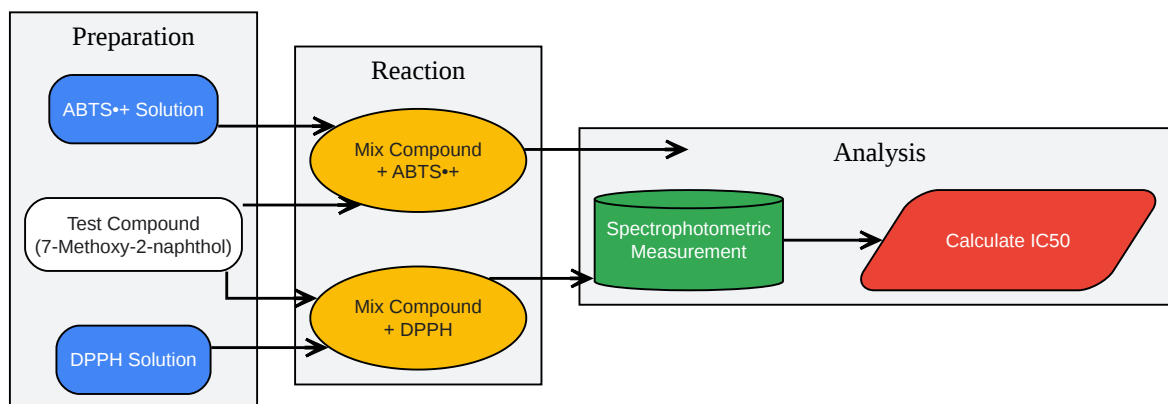 Preparation
ABTS•+ Solution
Test Compound
(7-Methoxy-2-naphthol)
DPPH Solution
Reaction
Mix Compound
+ ABTS•+
Mix Compound
+ DPPH
Analysis
Spectrophotometric
Measurement
Calculate IC50